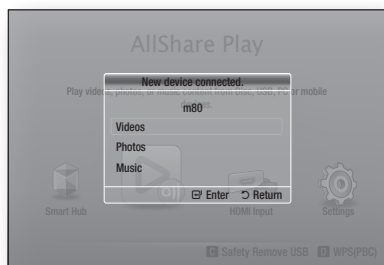 AllShare Play
Play videos, photos, or music content from Disc, USB, PC or mobile
New device connected.
m80
Videos
Photos
Music
Enter Return
Smart Hub
HDMI Input
Settings
C Safety Remove USB D WPS(PBC)